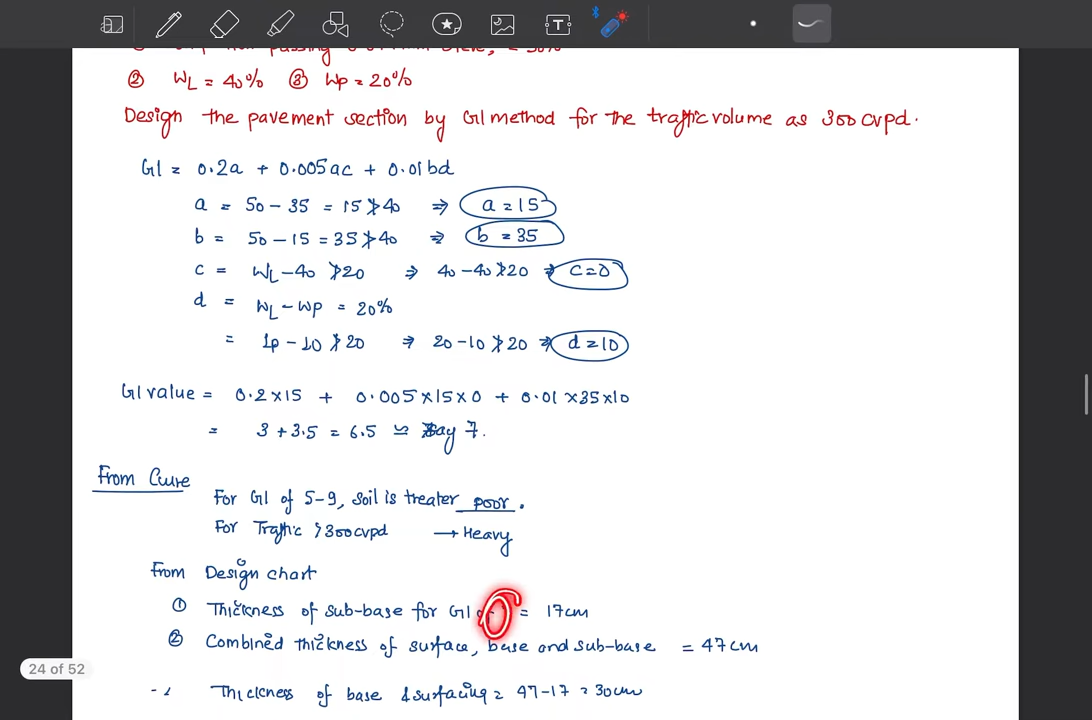 ② WL = 40% ③ Wp = 20%
Design the pavement section by GI method for the traffic volume as 300 cvpd.
GI = 0.2a + 0.005ac + 0.01bd
a = 50 - 35 = 15 ≯ 40 ⇒ a = 15
b = 50 - 15 = 35 ≯ 40 ⇒ b = 35
c = WL - 40 ≯ 20 ⇒ 40 - 40 ≯ 20 ⇒ c = 0
d = WL - Wp = 20%
= Ip - 10 ≯ 20 ⇒ 20 - 10 ≯ 20 ⇒ d = 10
GI value = 0.2 × 15 + 0.005 × 15 × 0 + 0.01 × 35 × 10
= 3 + 3.5 = 6.5 ≃ say 7.
From Cure
For GI of 5-9, soil is treater poor.
For Traffic >300 cvpd → Heavy
From Design chart
① Thickness of sub-base for GI = 17cm
② Combined thickness of surface, base and sub-base = 47cm
Thickness of base & surfacing = 47 - 17 = 30cm
24 of 52